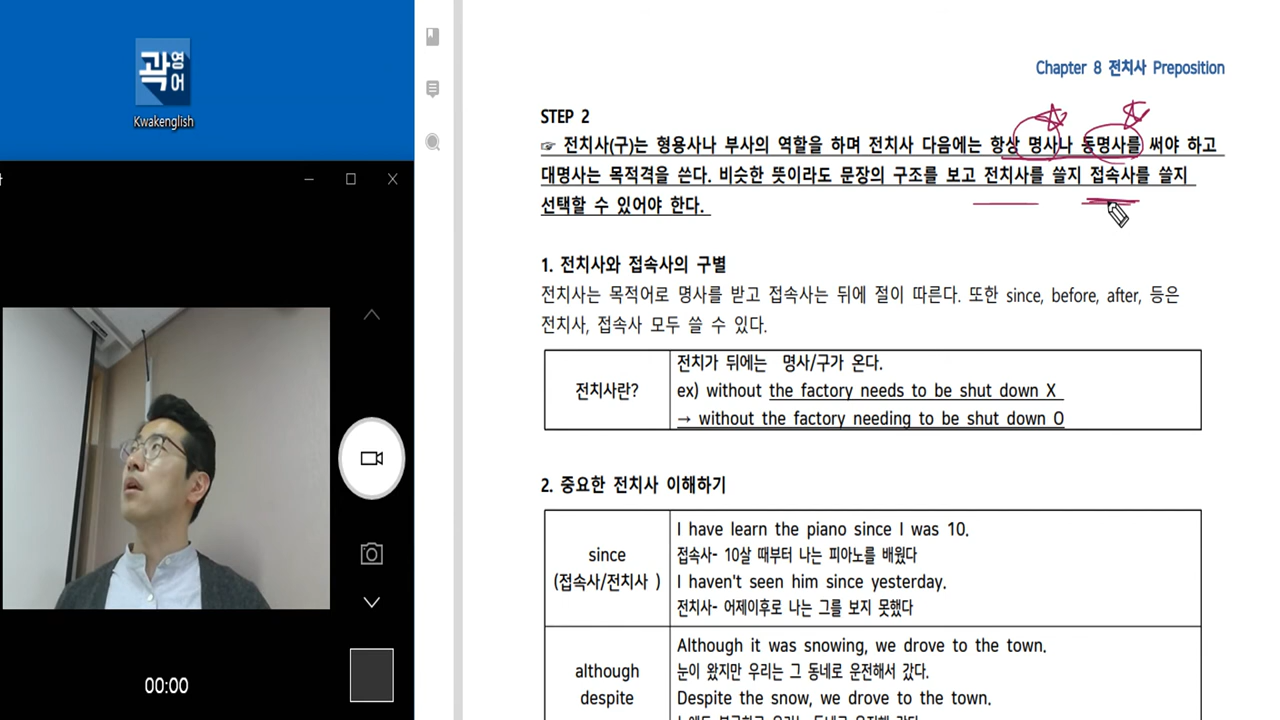 곽영어
Kwakenglish
00:00
Chapter 8 전치사 Preposition
STEP 2
☞ 전치사(구)는 형용사나 부사의 역할을 하며 전치사 다음에는 항상 명사나 동명사를 써야 하고
대명사는 목적격을 쓴다. 비슷한 뜻이라도 문장의 구조를 보고 전치사를 쓸지 접속사를 쓸지
선택할 수 있어야 한다.
1. 전치사와 접속사의 구별
전치사는 목적어로 명사를 받고 접속사는 뒤에 절이 따른다. 또한 since, before, after, 등은
전치사, 접속사 모두 쓸 수 있다.
전치사란?
전치가 뒤에는 명사/구가 온다.
ex) without the factory needs to be shut down X
→ without the factory needing to be shut down O
2. 중요한 전치사 이해하기
since
(접속사/전치사 )
I have learn the piano since I was 10.
접속사- 10살 때부터 나는 피아노를 배웠다
I haven't seen him since yesterday.
전치사- 어제이후로 나는 그를 보지 못했다
although
despite
Although it was snowing, we drove to the town.
눈이 왔지만 우리는 그 동네로 운전해서 갔다.
Despite the snow, we drove to the town.